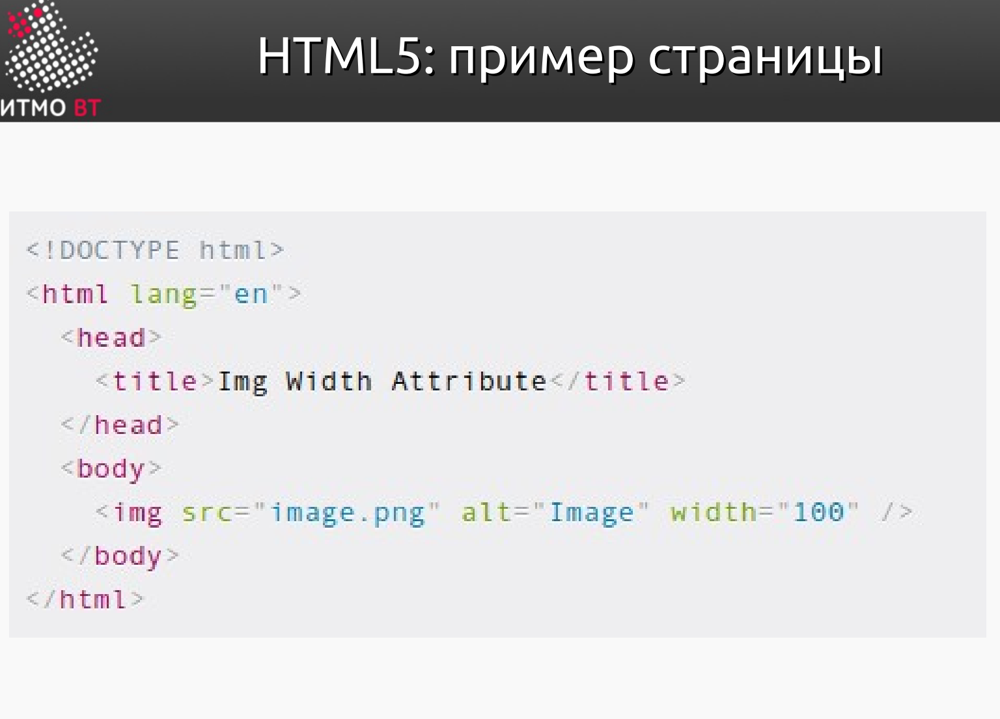 ИТМО ВТ
HTML5: пример страницы
<!DOCTYPE html>
<html lang="en">
<head>
<title>Img Width Attribute</title>
</head>
<body>
<img src="image.png" alt="Image" width="100" />
</body>
</html>